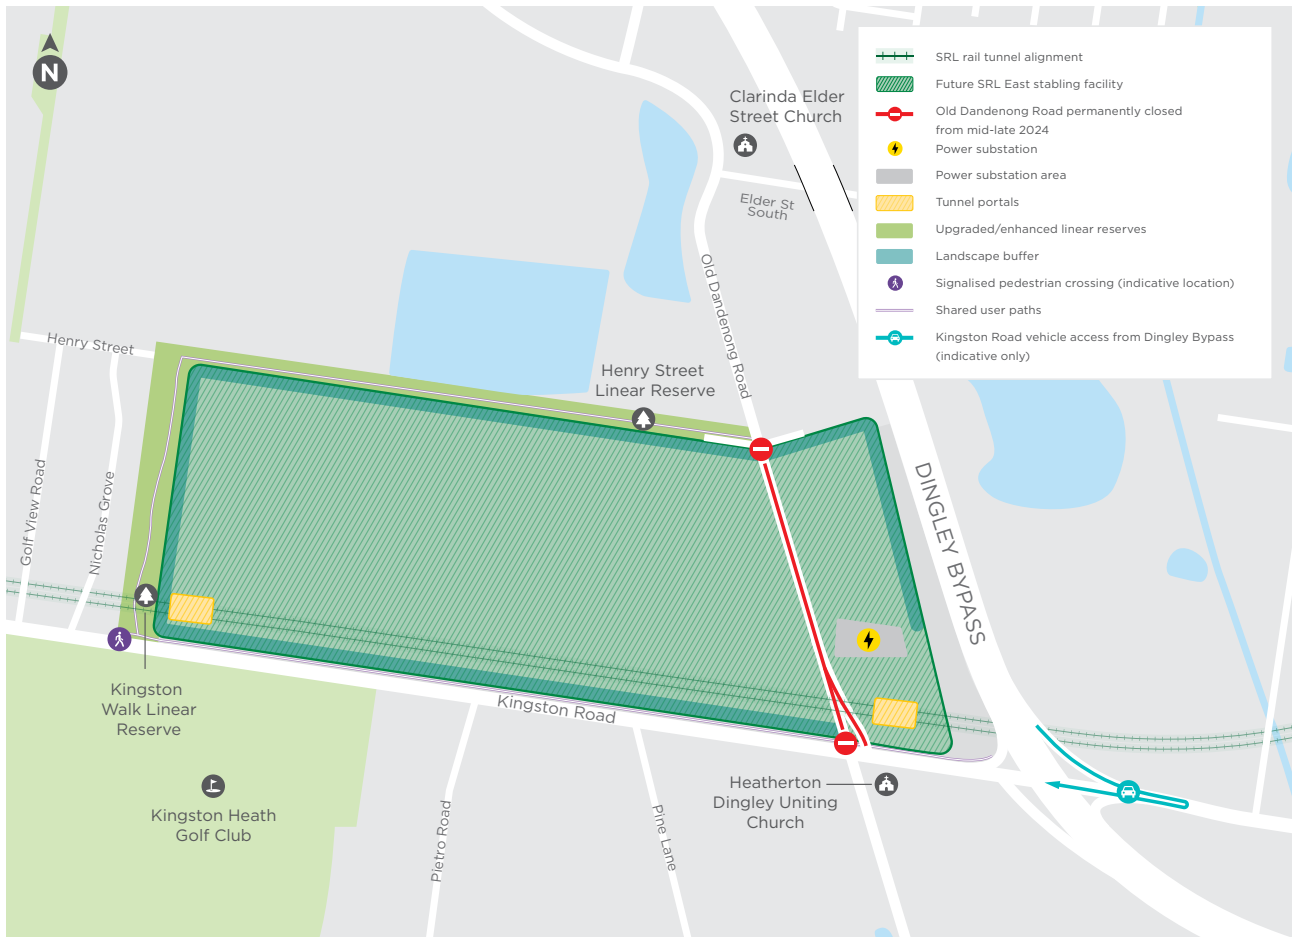 N
Clarinda Elder
Street Church
Elder St
South
Old Dandenong Road
Henry Street
Henry Street
Linear Reserve
Golf View Road
Nicholas Grove
DINGLEY BYPASS
Kingston
Walk Linear
Reserve
Kingston Road
Kingston Heath
Golf Club
Pietro Road
Pine Lane
Heatherton
Dingley Uniting
Church
SRL rail tunnel alignment
Future SRL East stabling facility
Old Dandenong Road permanently closed
from mid-late 2024
Power substation
Power substation area
Tunnel portals
Upgraded/enhanced linear reserves
Landscape buffer
Signalised pedestrian crossing (indicative location)
Shared user paths
Kingston Road vehicle access from Dingley Bypass
(indicative only)